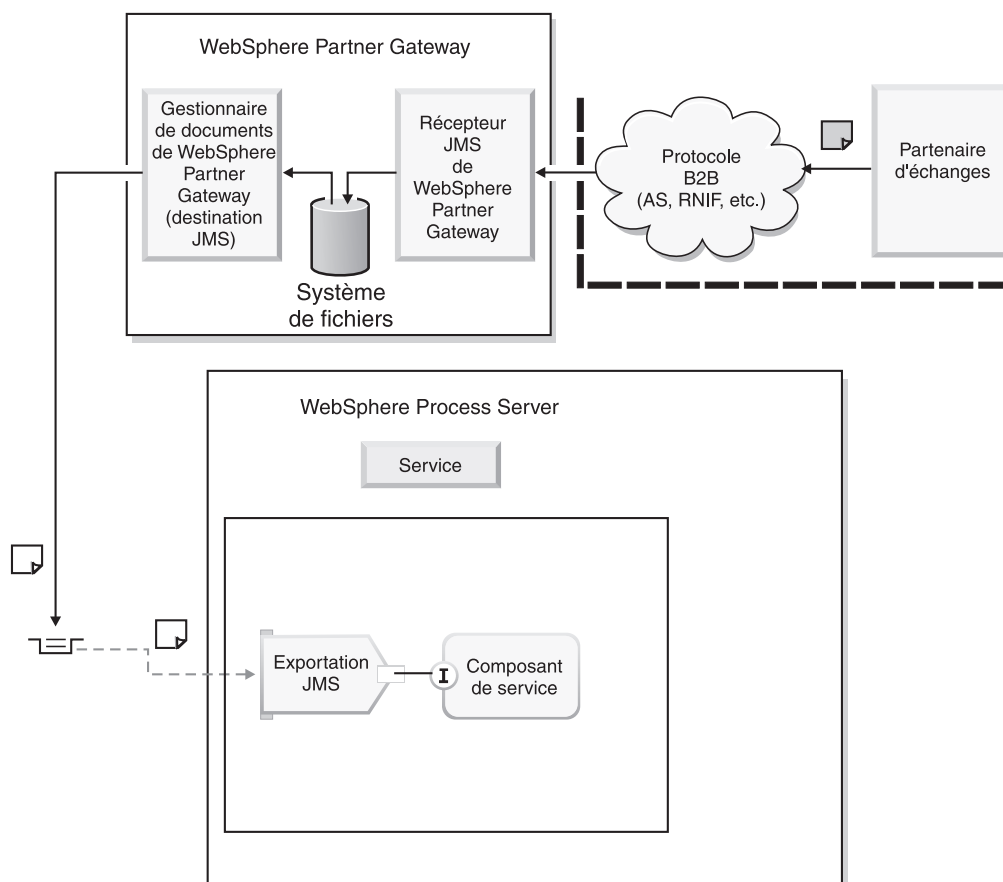 WebSphere Partner Gateway
Gestionnaire
de documents
de WebSphere
Partner
Gateway
(destination
JMS)
Récepteur
JMS
de
WebSphere
Partner
Gateway
Système
de fichiers
Protocole
B2B
(AS, RNIF, etc.)
Partenaire
d'échanges
WebSphere Process Server
Service
Exportation
JMS
I
Composant
de service